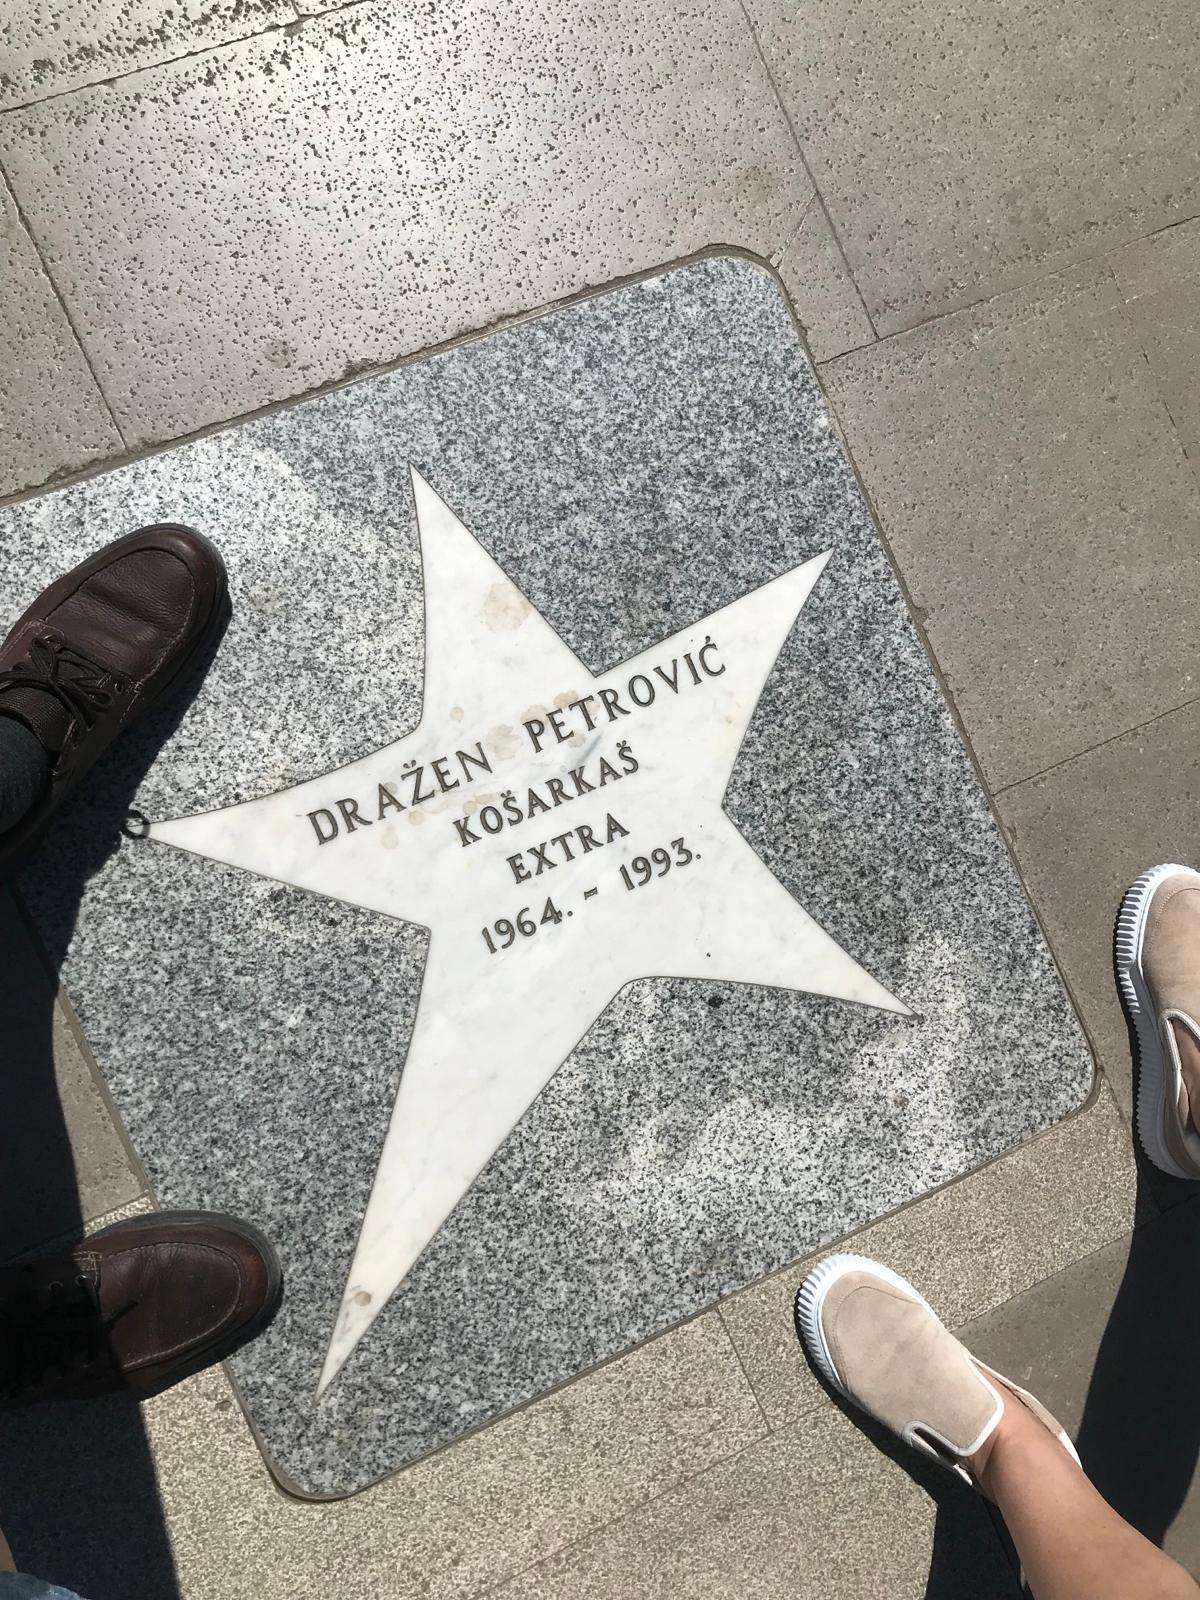 DRAŽEN PETROVIĆ
KOŠARKAŠ
EXTRA
1964. - 1993.